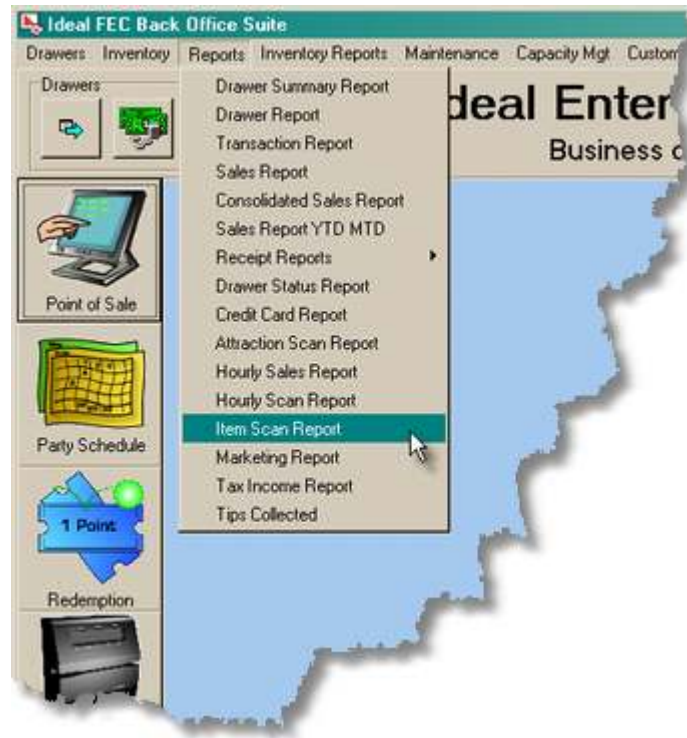 Ideal FEC Back Office Suite
Drawers Inventory Reports Inventory Reports Maintenance Capacity Mgt Custom
Drawers
deal Enter
Business
Drawer Summary Report
Drawer Report
Transaction Report
Sales Report
Consolidated Sales Report
Sales Report YTD MTD
Receipt Reports
Drawer Status Report
Credit Card Report
Attraction Scan Report
Hourly Sales Report
Hourly Scan Report
Item Scan Report
Marketing Report
Tax Income Report
Tips Collected
Point of Sale
Party Schedule
1 Point
Redemption